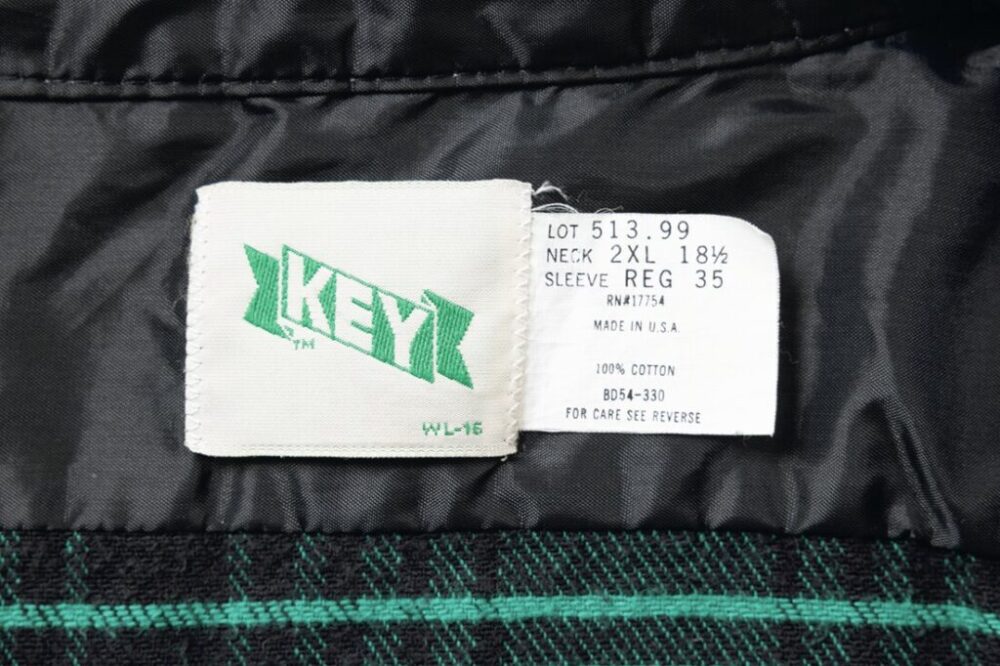 KEY
TM
WL-16
LOT 513.99
NECK 2XL 18½
SLEEVE REG 35
RN#17754
MADE IN U.S.A.
100% COTTON
BD54-330
FOR CARE SEE REVERSE